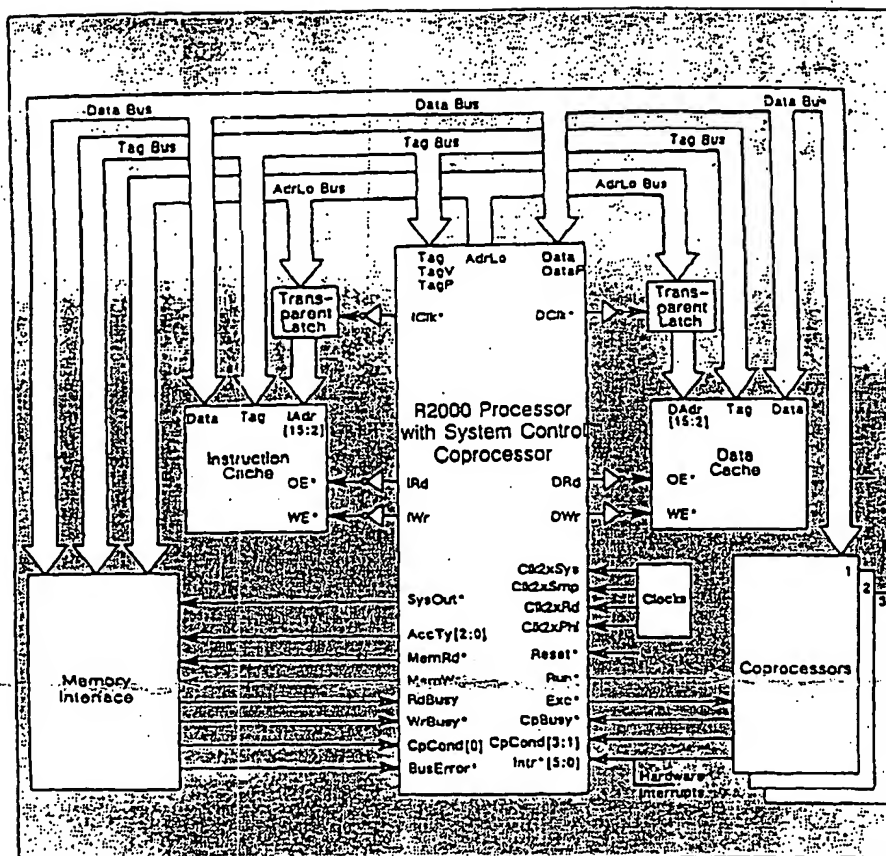 Data Bus
Data Bus
Data Bus
Tag Bus
Tag Bus
Tag Bus
AdrLo Bus
AdrLo Bus
Tag
TagV
TagP
AdrLo
Data
DataP
Trans-
parent
Latch
IClk*
DClk*
Trans-
parent
Latch
Data
Tag
IAdr
[15:2]
Instruction
Cache
OE*
WE*
R2000 Processor
with System Control
Coprocessor
IRd
IWr
DRd
DWr
DAdr
[15:2]
Tag
Data
Data
Cache
OE*
WE*
SysOut*
AccTy[2:0]
MemRd*
MemWr*
RdBusy
WrBusy*
CpCond[0]
BusError*
Clk2xSys
Clk2xSmp
Clk2xRd
Clk2xPhi
Reset*
Run*
Exc*
CpBusy*
CpCond[3:1]
Intr*[5:0]
Clocks
Memory
Interface
1
2
3
Coprocessors
Hardware
Interrupts